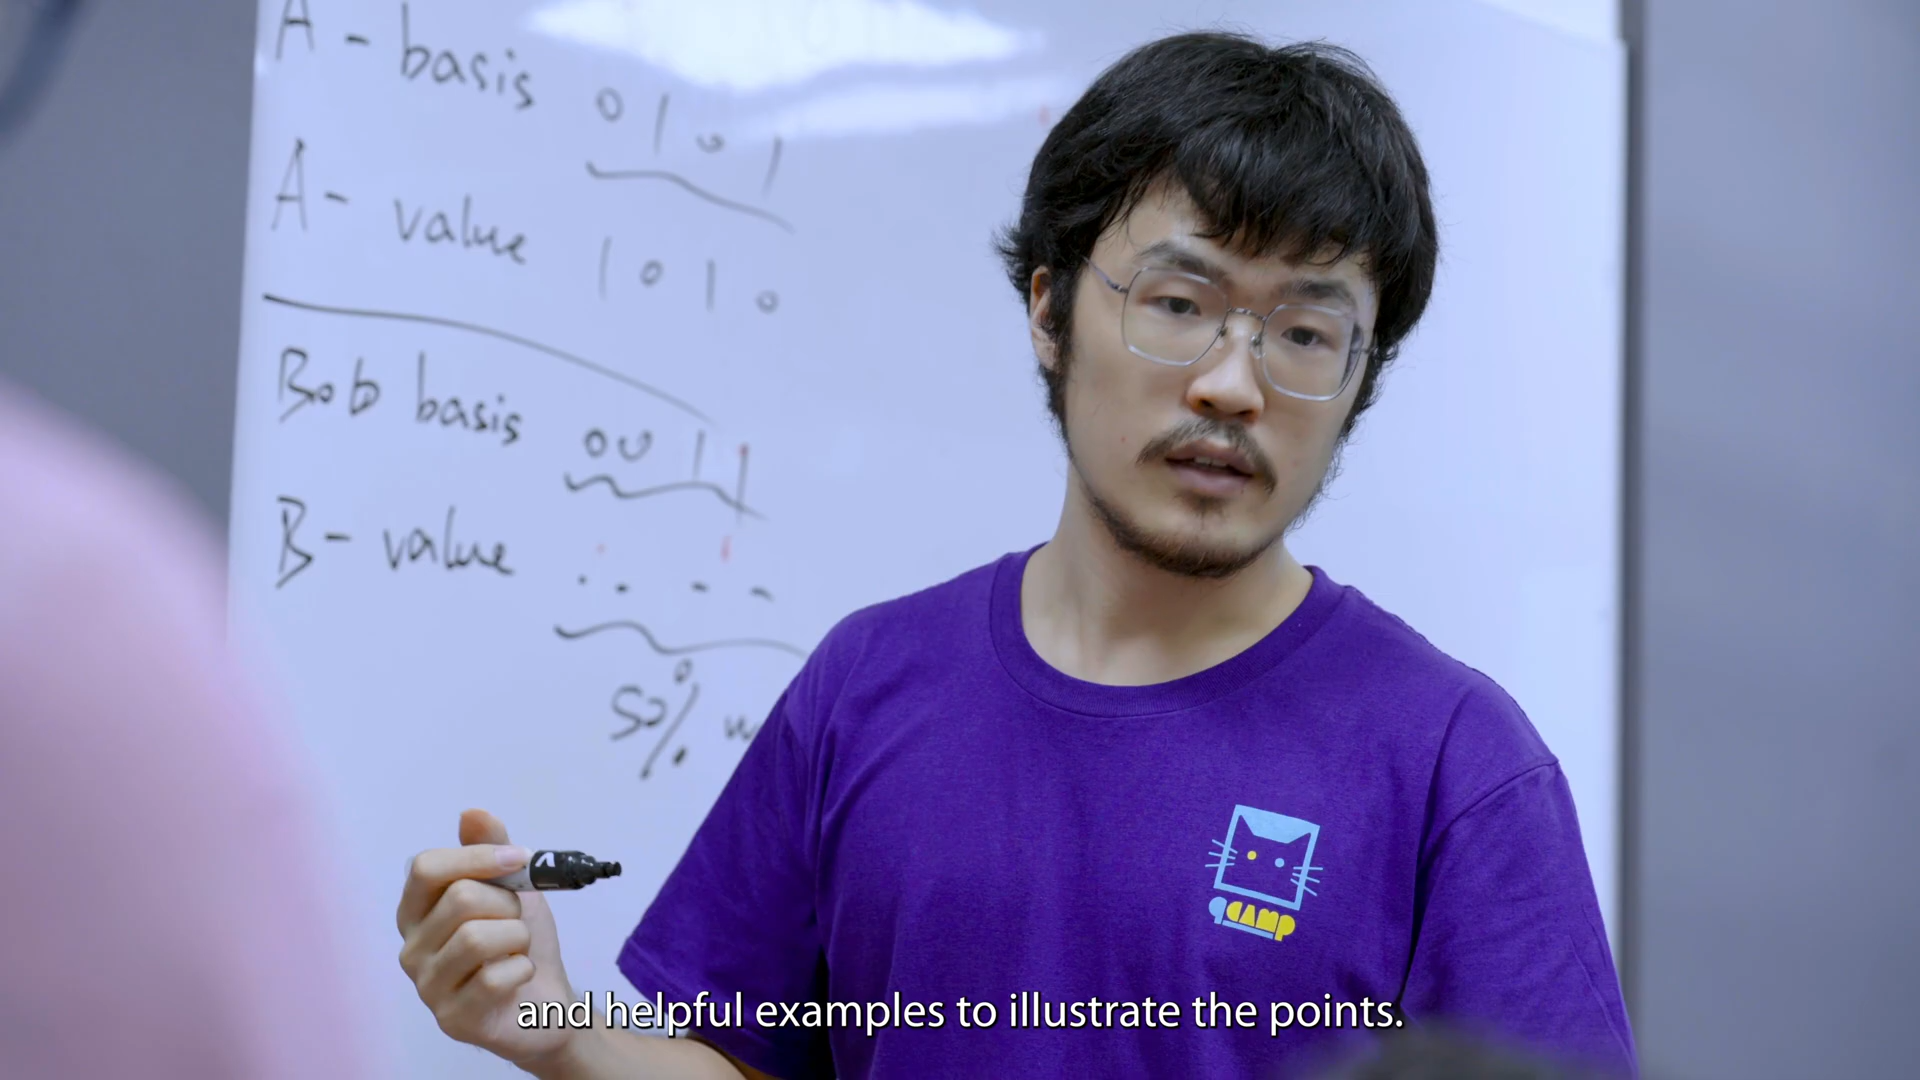 A - basis 0 1 0 1
A - value 1 0 1 0
Bob basis 0 0 1 1
B - value . . - -
50%
qCAMP
and helpful examples to illustrate the points.